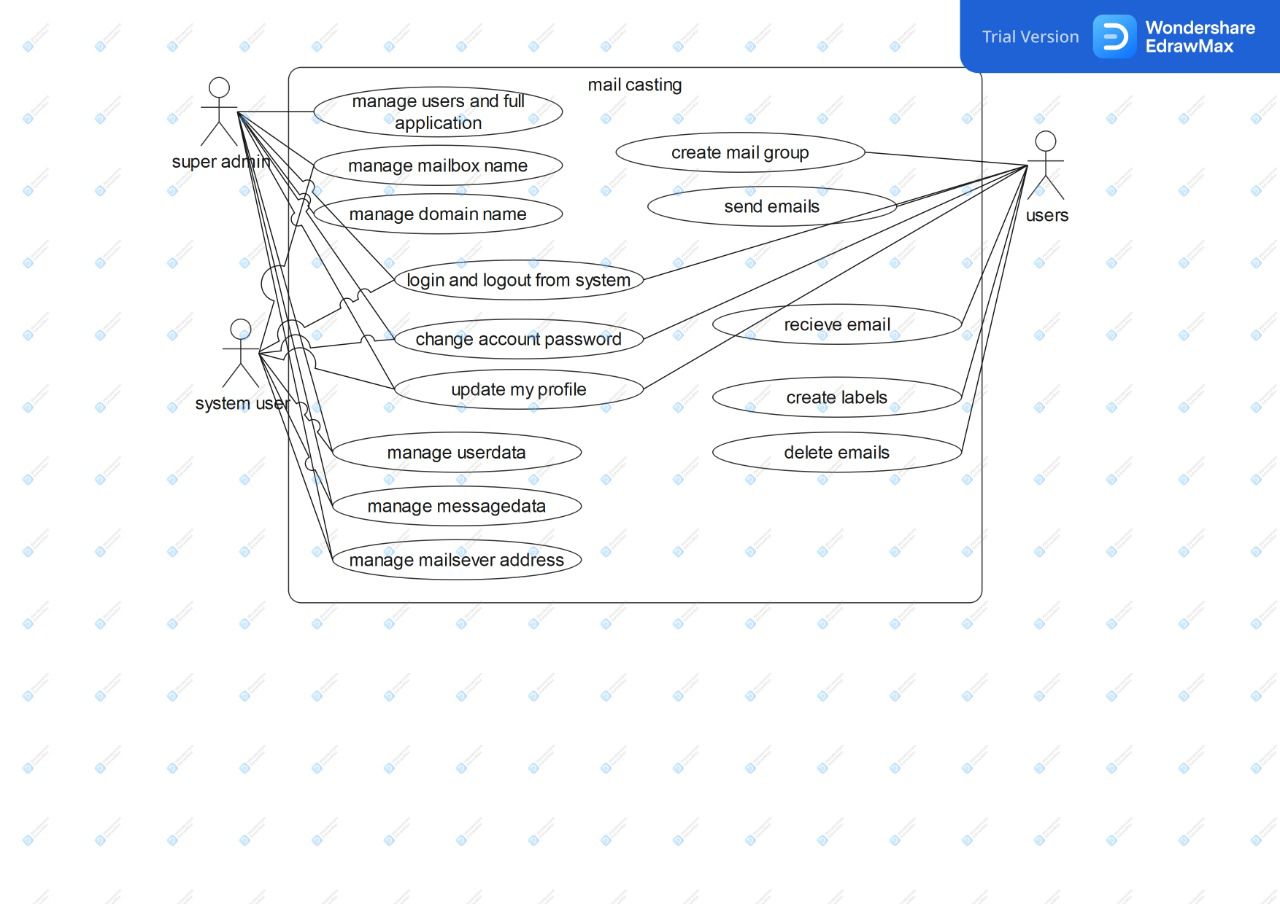 Trial Version
Wondershare
EdrawMax
mail casting
manage users and full
application
super admin
manage mailbox name
manage domain name
create mail group
send emails
users
login and logout from system
change account password
update my profile
system user
recieve email
create labels
delete emails
manage userdata
manage messagedata
manage mailsever address